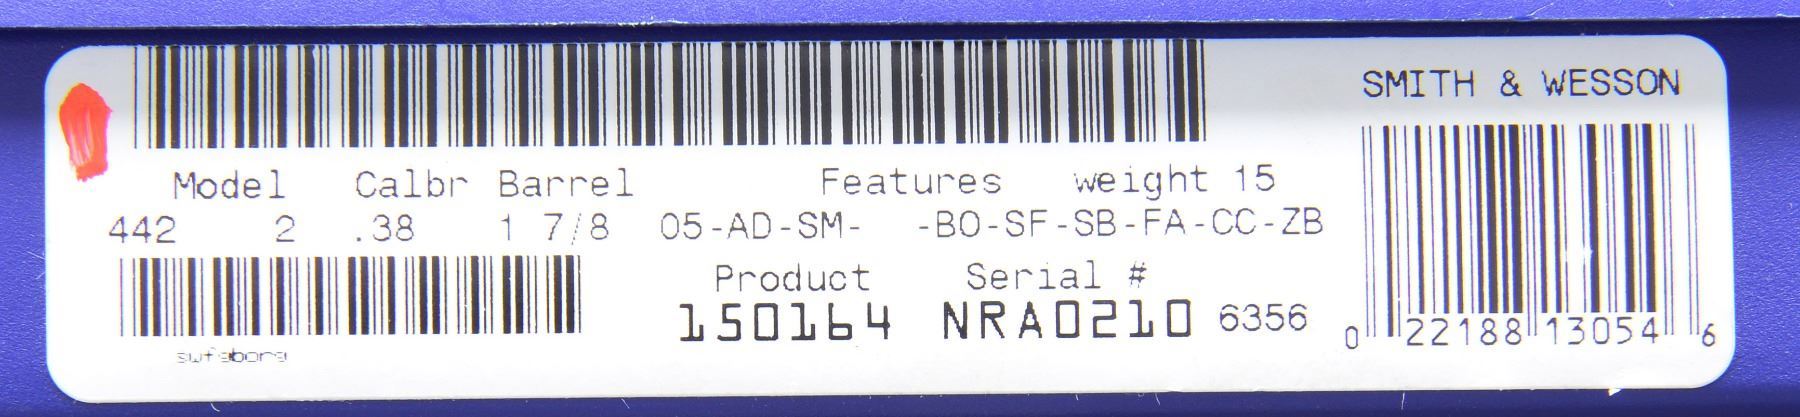 SMITH & WESSON
Model Calbr Barrel Features weight 15
442 2 .38 1 7/8 05-AD-SM- -BO-SF-SB-FA-CC-ZB
Product Serial #
150164 NRA0210 6356
0 22188 13054 6